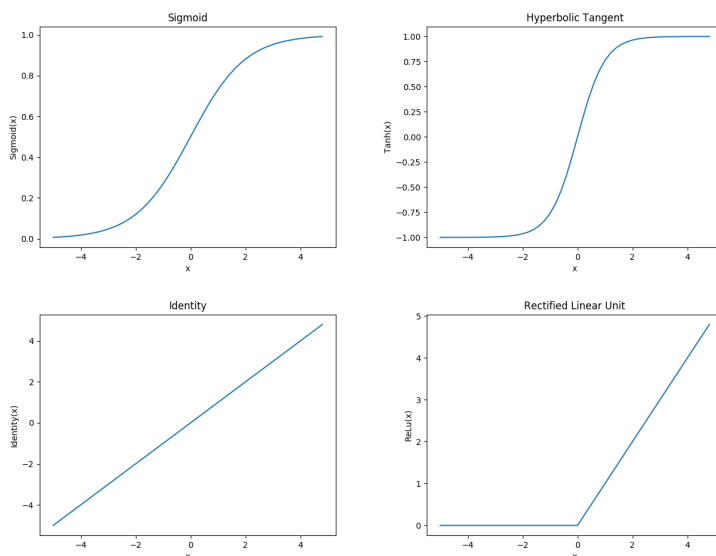 Sigmoid
1.0
0.8
0.6
0.4
0.2
0.0
Sigmoid(x)
−4 −2 0 2 4
x
Hyperbolic Tangent
1.00
0.75
0.50
0.25
0.00
−0.25
−0.50
−0.75
−1.00
Tanh(x)
−4 −2 0 2 4
x
Identity
4
2
0
−2
−4
Identity(x)
−4 −2 0 2 4
Rectified Linear Unit
5
4
3
2
1
0
ReLu(x)
−4 −2 0 2 4